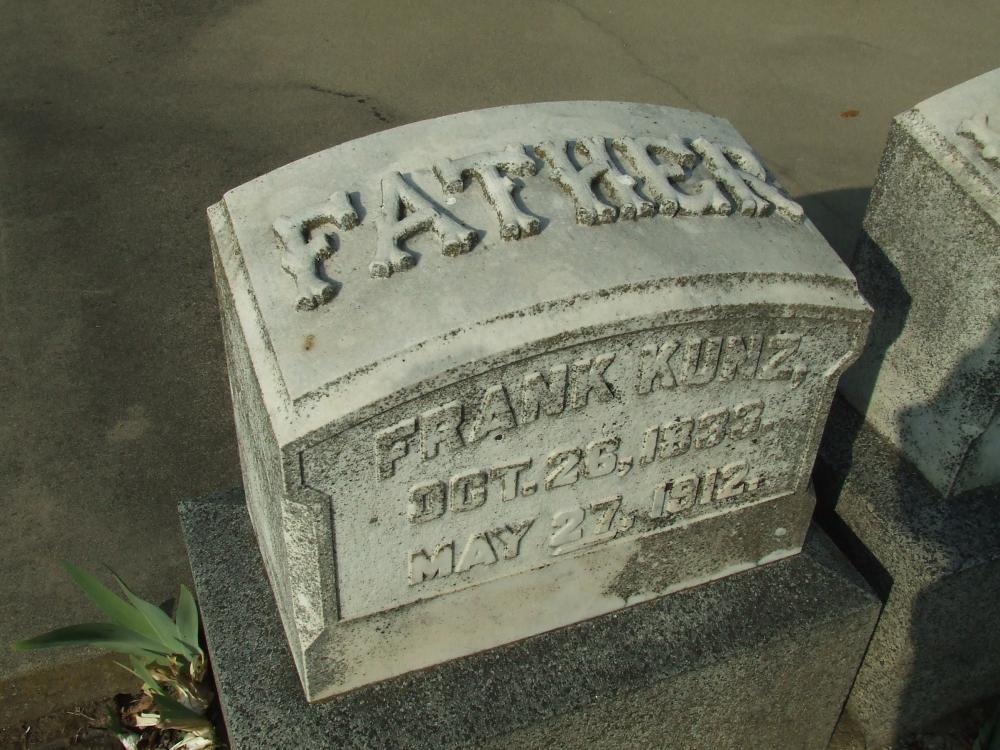 FATHER
FRANK KUNZ,
OCT. 26, 1833.
MAY 27, 1912.